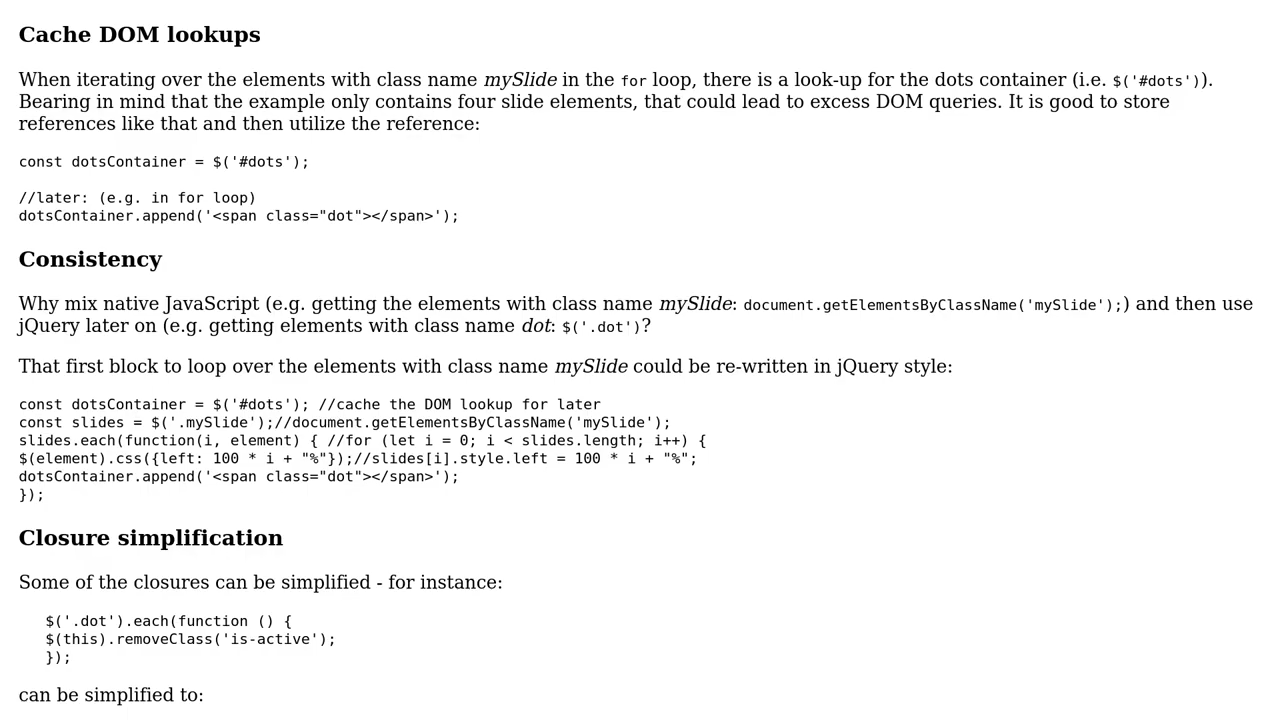 Cache DOM lookups
When iterating over the elements with class name mySlide in the for loop, there is a look-up for the dots container (i.e. $('#dots')).
Bearing in mind that the example only contains four slide elements, that could lead to excess DOM queries. It is good to store
references like that and then utilize the reference:
const dotsContainer = $('#dots');
//later: (e.g. in for loop)
dotsContainer.append('<span class="dot"></span>');
Consistency
Why mix native JavaScript (e.g. getting the elements with class name mySlide: document.getElementsByClassName('mySlide');) and then use
jQuery later on (e.g. getting elements with class name dot: $('.dot')?
That first block to loop over the elements with class name mySlide could be re-written in jQuery style:
const dotsContainer = $('#dots'); //cache the DOM lookup for later
const slides = $('.mySlide');//document.getElementsByClassName('mySlide');
slides.each(function(i, element) { //for (let i = 0; i < slides.length; i++) {
$(element).css({left: 100 * i + "%"});//slides[i].style.left = 100 * i + "%";
dotsContainer.append('<span class="dot"></span>');
});
Closure simplification
Some of the closures can be simplified - for instance:
$('.dot').each(function () {
$(this).removeClass('is-active');
});
can be simplified to: